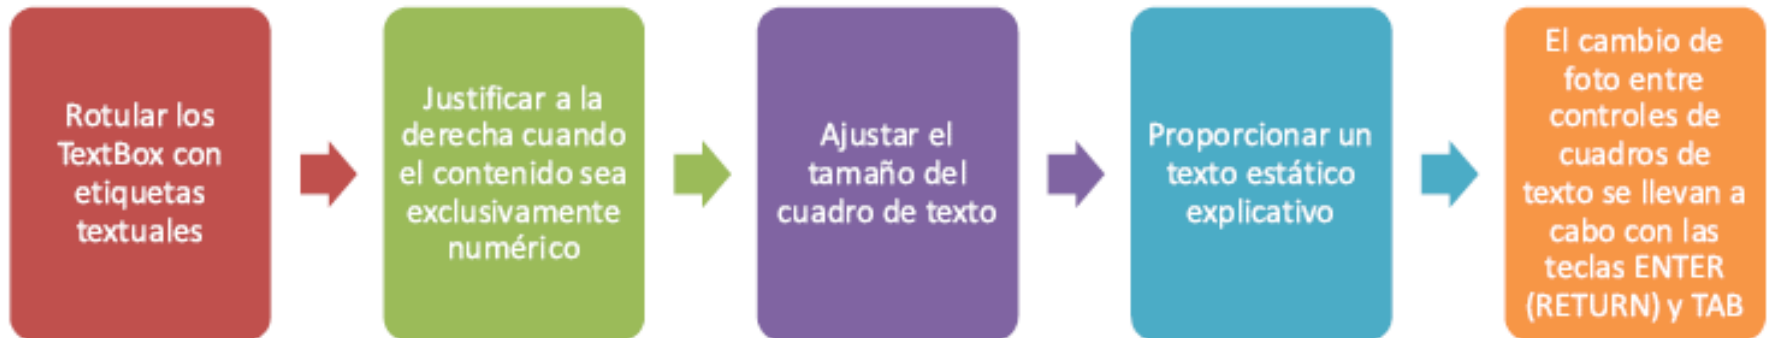 Rotular los
TextBox con
etiquetas
textuales
Justificar a la
derecha cuando
el contenido sea
exclusivamente
numérico
Ajustar el
tamaño del
cuadro de texto
Proporcionar un
texto estático
explicativo
El cambio de
foto entre
controles de
cuadros de
texto se llevan a
cabo con las
teclas ENTER
(RETURN) y TAB